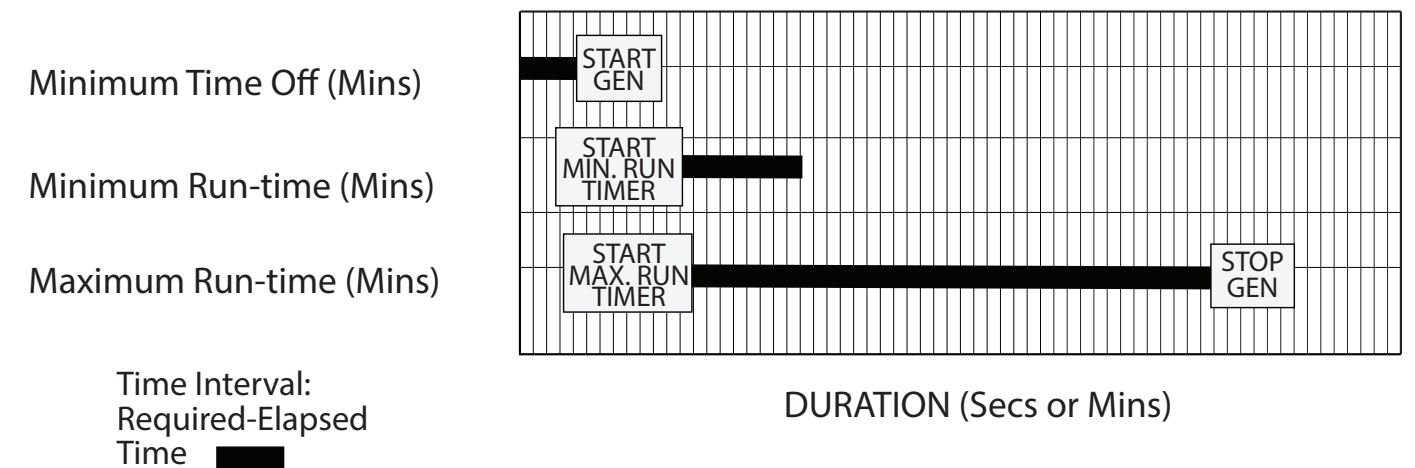 Minimum Time Off (Mins)
START
GEN
Minimum Run-time (Mins)
START
MIN. RUN
TIMER
Maximum Run-time (Mins)
START
MAX. RUN
TIMER
STOP
GEN
Time Interval:
Required-Elapsed
Time
DURATION (Secs or Mins)